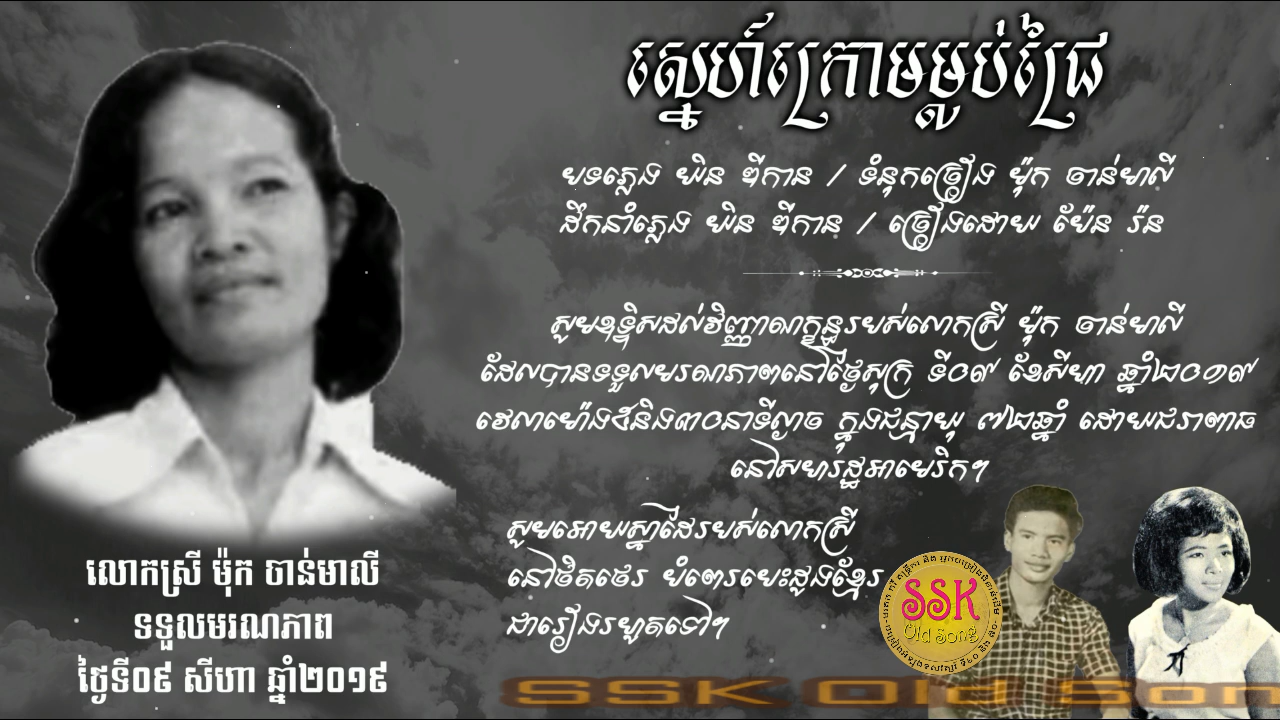 ស្នេហ៍ក្រោមម្លប់ជ្រៃ
បទភ្លេង ឃិន ឌីកាន / ទំនុកច្រៀង ម៉ុក ចាន់មាលី
ដឹកនាំភ្លេង ឃិន ឌីកាន / ច្រៀងដោយ ប៉ែន រ៉ន
សូមឧទ្ទិសដល់វិញ្ញាណក្ខន្ធរបស់លោកស្រី ម៉ុក ចាន់មាលី
ដែលបានទទួលមរណភាពនៅថ្ងៃសុក្រ ទី០៩ ខែសីហា ឆ្នាំ២០១៩
វេលាម៉ោង៥និង៣០នាទីល្ងាច ក្នុងជន្មាយុ ៧២ឆ្នាំ ដោយជរាពាធ
នៅសហរដ្ឋអាមេរិក។
សូមអោយស្នាដៃរបស់លោកស្រី
នៅថិតថេរ បំពេរបេះដូងខ្មែរ
ជារៀងរហូតទៅ។
លោកស្រី ម៉ុក ចាន់មាលី
ទទួលមរណភាព
ថ្ងៃទី០៩ សីហា ឆ្នាំ២០១៩
SSK
Old Song
SSK Old Son